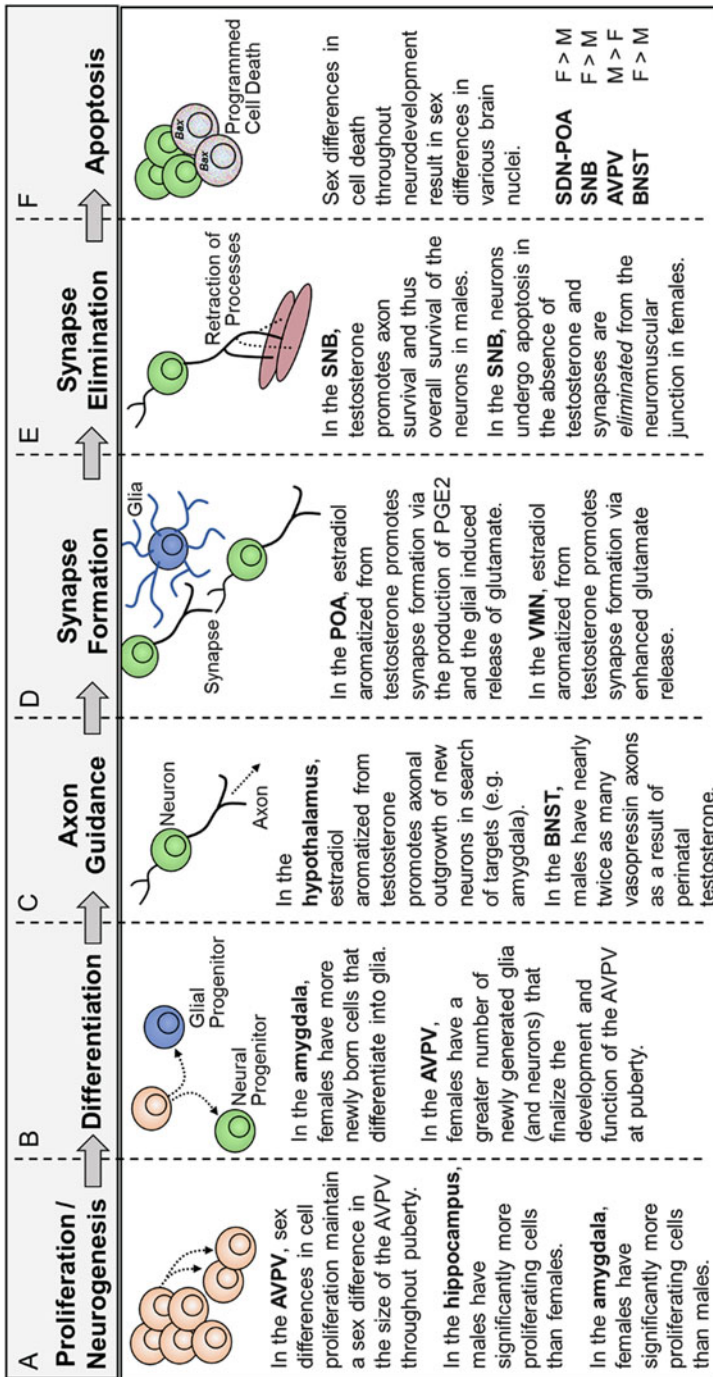 A
Proliferation /
Neurogenesis
In the AVPV, sex
differences in cell
proliferation maintain
a sex difference in
the size of the AVPV
throughout puberty.
In the hippocampus,
males have
significantly more
proliferating cells
than females.
In the amygdala,
females have
significantly more
proliferating cells
than males.
B
Differentiation
Glial
Progenitor
Neural
Progenitor
In the amygdala,
females have more
newly born cells that
differentiate into glia.
In the AVPV,
females have a
greater number of
newly generated glia
(and neurons) that
finalize the
development and
function of the AVPV
at puberty.
C
Axon
Guidance
Neuron
Axon
In the
hypothalamus,
estradiol
aromatized from
testosterone
promotes axonal
outgrowth of new
neurons in search
of targets (e.g.
amygdala).
In the BNST,
males have nearly
twice as many
vasopressin axons
as a result of
perinatal
testosterone.
D
Synapse
Formation
Glia
Synapse
In the POA, estradiol
aromatized from
testosterone promotes
synapse formation via
the production of PGE2
and the glial induced
release of glutamate.
In the VMN, estradiol
aromatized from
testosterone promotes
synapse formation via
enhanced glutamate
release.
E
Synapse
Elimination
Retraction of
Processes
In the SNB,
testosterone
promotes axon
survival and thus
overall survival of the
neurons in males.
In the SNB, neurons
undergo apoptosis in
the absence of
testosterone and
synapses are
eliminated from the
neuromuscular
junction in females.
F
Apoptosis
Bax
Bax
Programmed
Cell Death
Sex differences in
cell death
throughout
neurodevelopment
result in sex
differences in
various brain
nuclei.
SDN-POA F > M
SNB F > M
AVPV M > F
BNST F > M